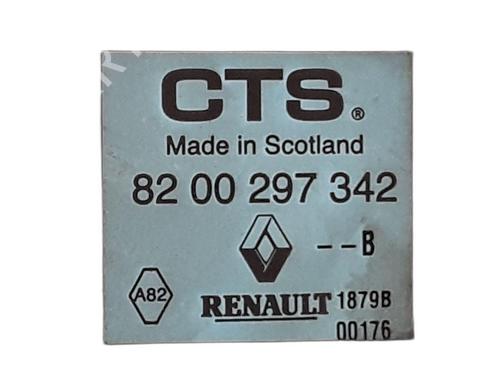 CTS®
Made in Scotland
82 00 297 342
--B
A82
RENAULT 1879B
00176